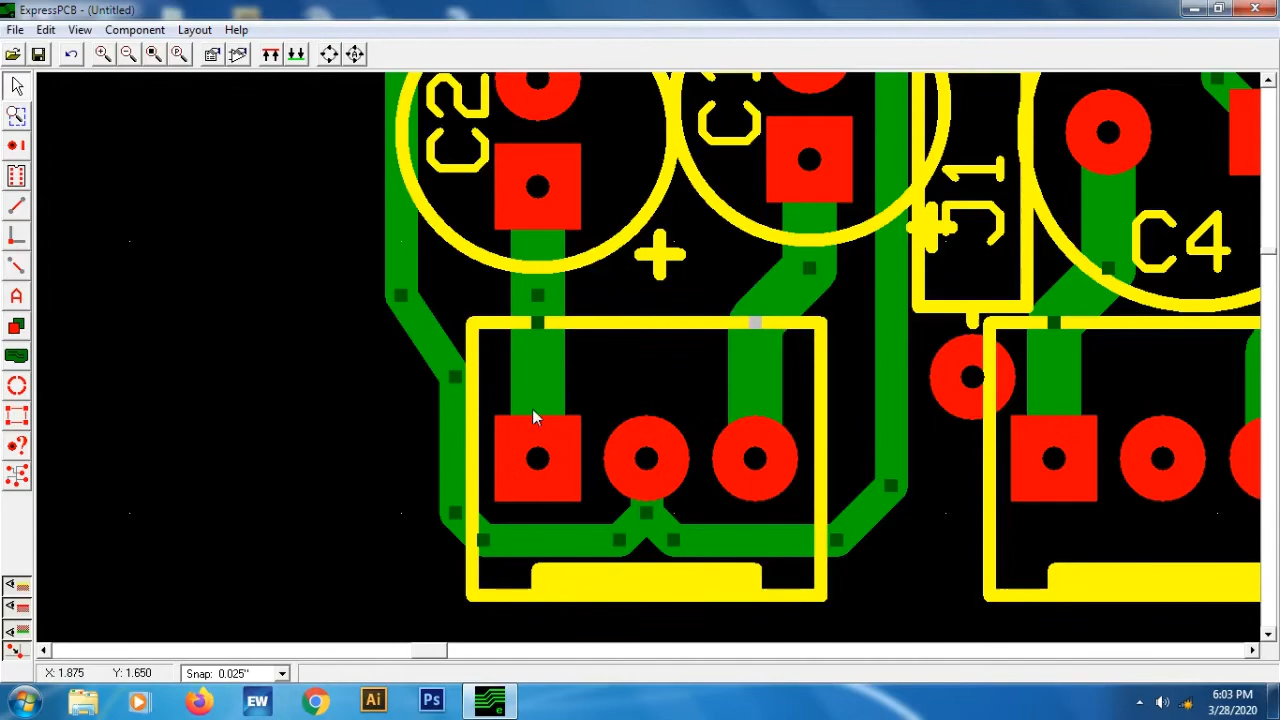 ExpressPCB - (Untitled)
File Edit View Component Layout Help
C2
J1
C4
+
+
X: 1.875 Y: 1.650 Snap: 0.025"
EW
Ai
Ps
e
6:03 PM
3/28/2020